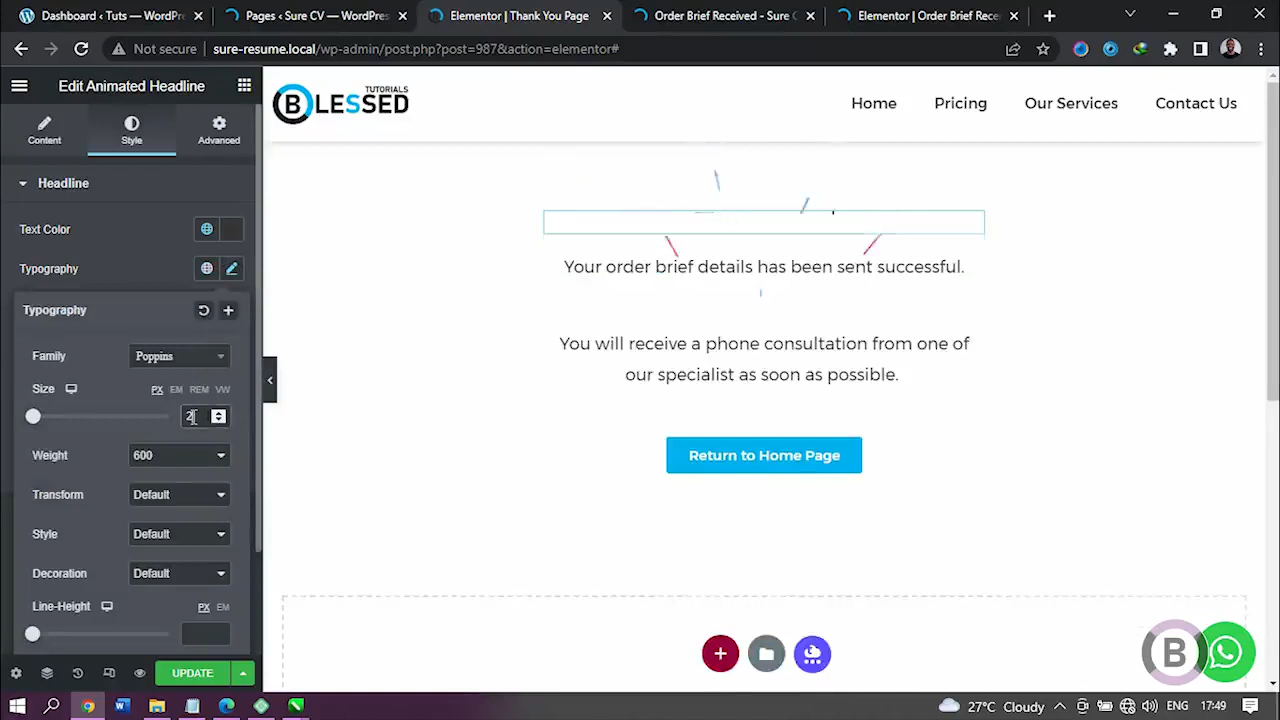 Dashboard ‹ Tuts — WordPre
Pages ‹ Sure CV — WordPres
Elementor | Thank You Page
Order Brief Received - Sure C
Elementor | Order Brief Rece
Not secure
sure-resume.local/wp-admin/post.php?post=987&action=elementor#
Edit Animated Headline
TUTORIALS
BLESSED
Home
Pricing
Our Services
Contact Us
Content
Style
Advanced
Headline
Text Color
Typography
Typography
Family
Poppins
Size
PX EM REM VW
Weight
600
Transform
Default
Style
Default
Decoration
Default
Line-Height
PX EM
UPDATE
Your order brief details has been sent successful.
You will receive a phone consultation from one of
our specialist as soon as possible.
Return to Home Page
B
27°C Cloudy
ENG
17:49